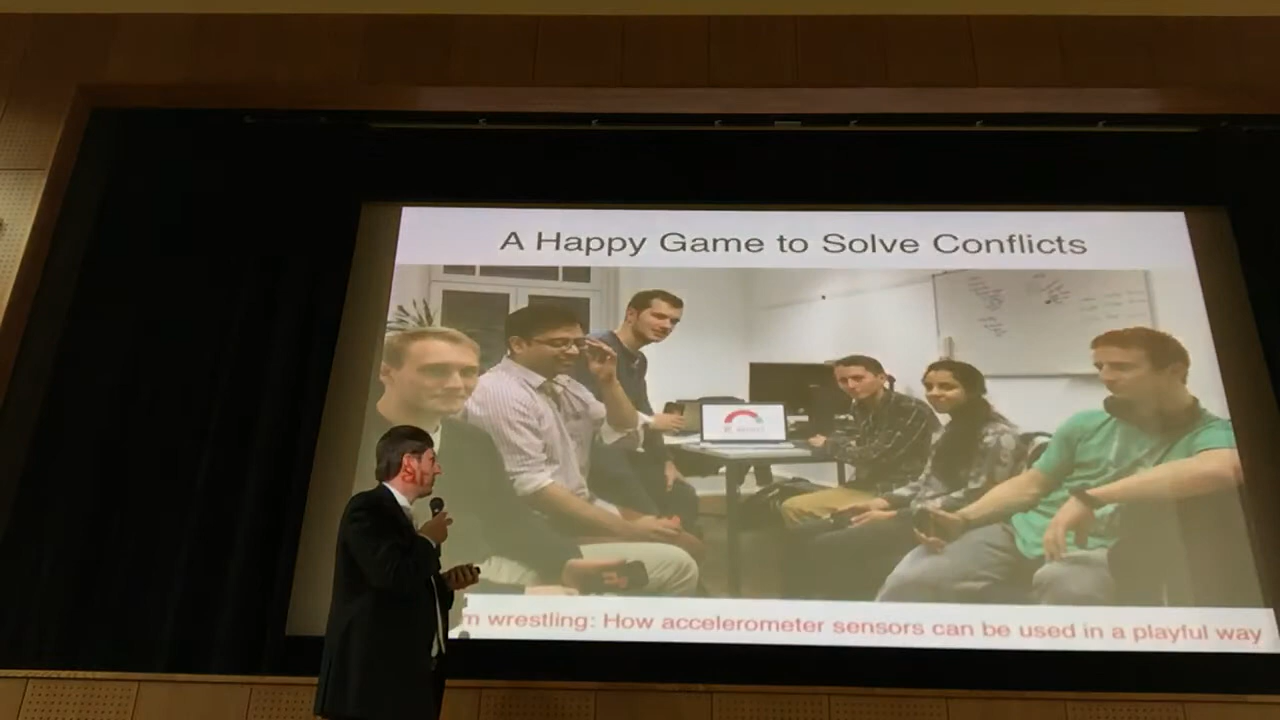 A Happy Game to Solve Conflicts
m wrestling: How accelerometer sensors can be used in a playful way